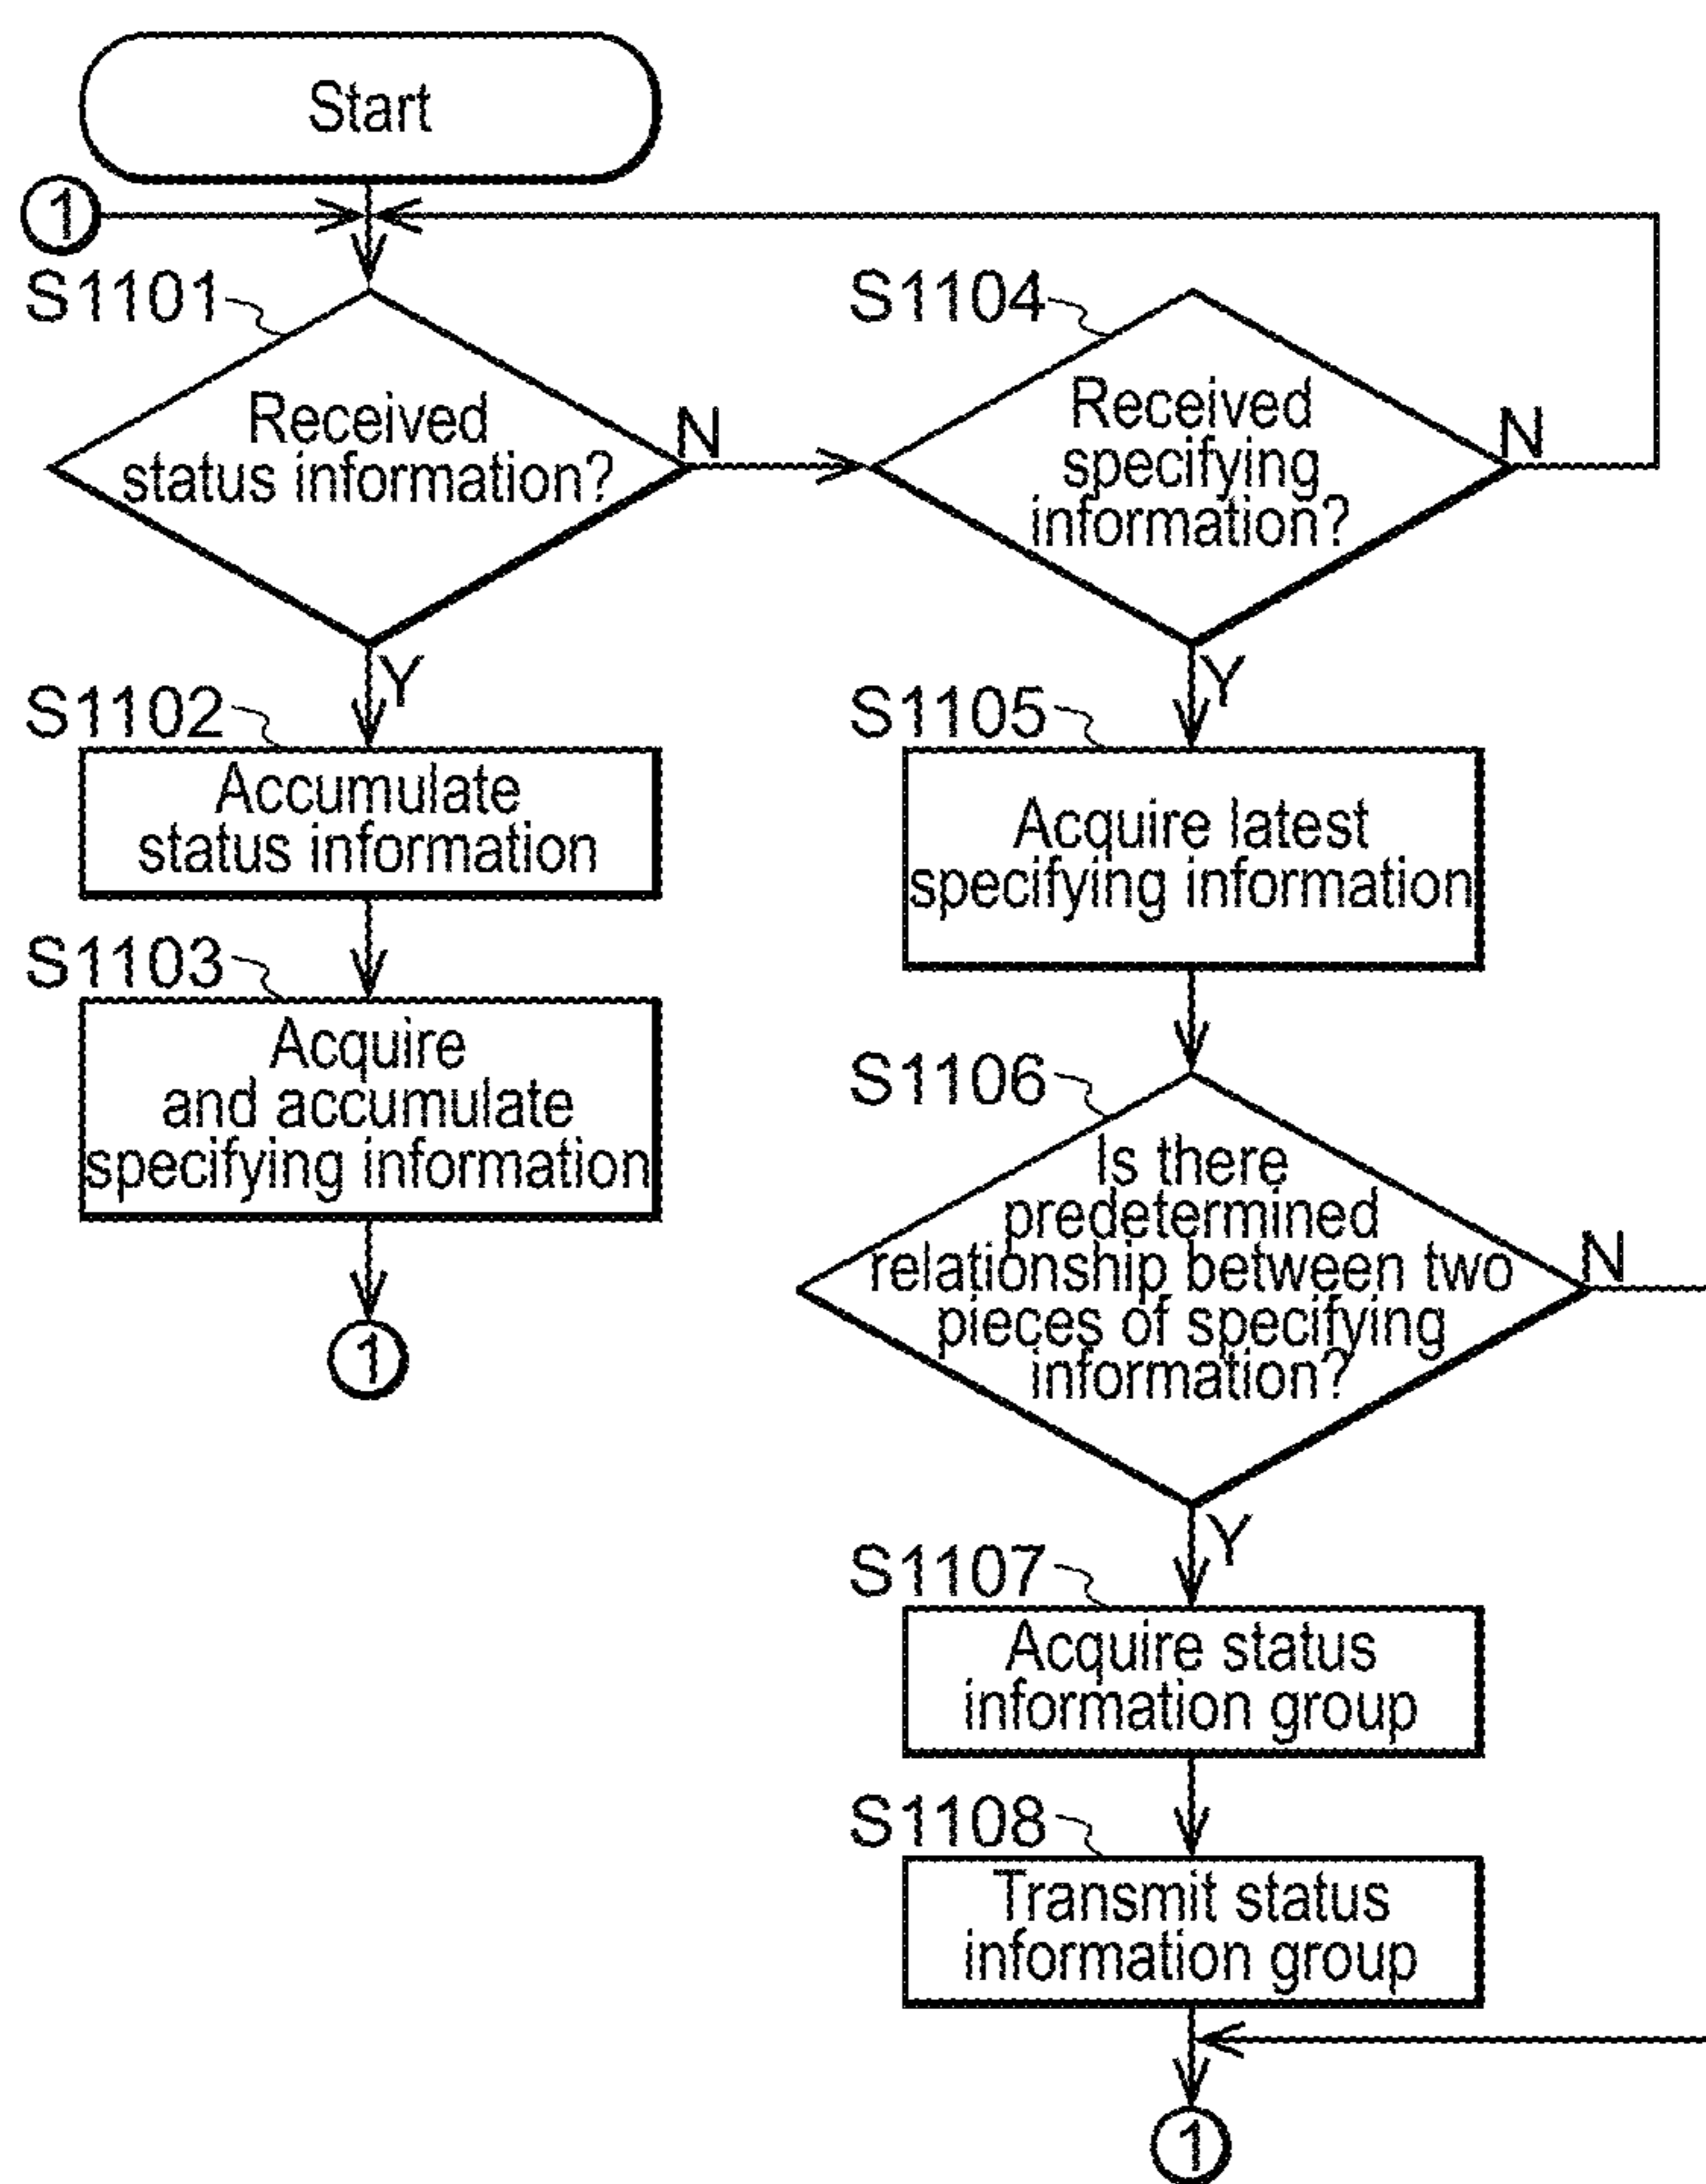 Start
1
S1101
Received
status information?
N
Y
S1102
Accumulate
status information
S1103
Acquire
and accumulate
specifying information
1
S1104
Received
specifying
information?
N
Y
S1105
Acquire latest
specifying information
S1106
Is there
predetermined
relationship between two
pieces of specifying
information?
N
Y
S1107
Acquire status
information group
S1108
Transmit status
information group
1